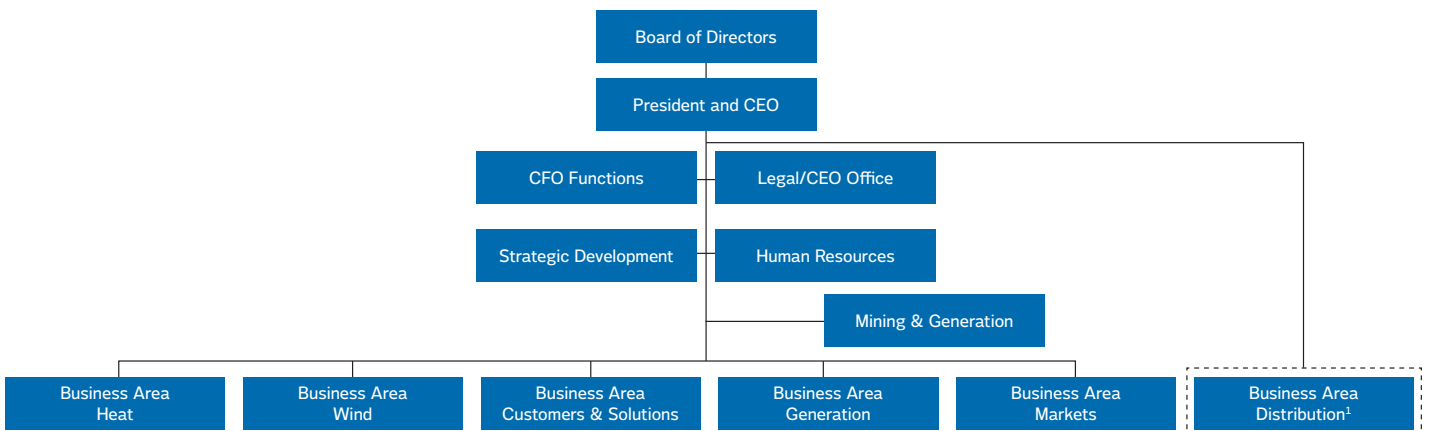 Board of Directors
President and CEO
CFO Functions
Legal/CEO Office
Strategic Development
Human Resources
Mining & Generation
Business Area
Heat
Business Area
Wind
Business Area
Customers & Solutions
Business Area
Generation
Business Area
Markets
Business Area
Distribution¹